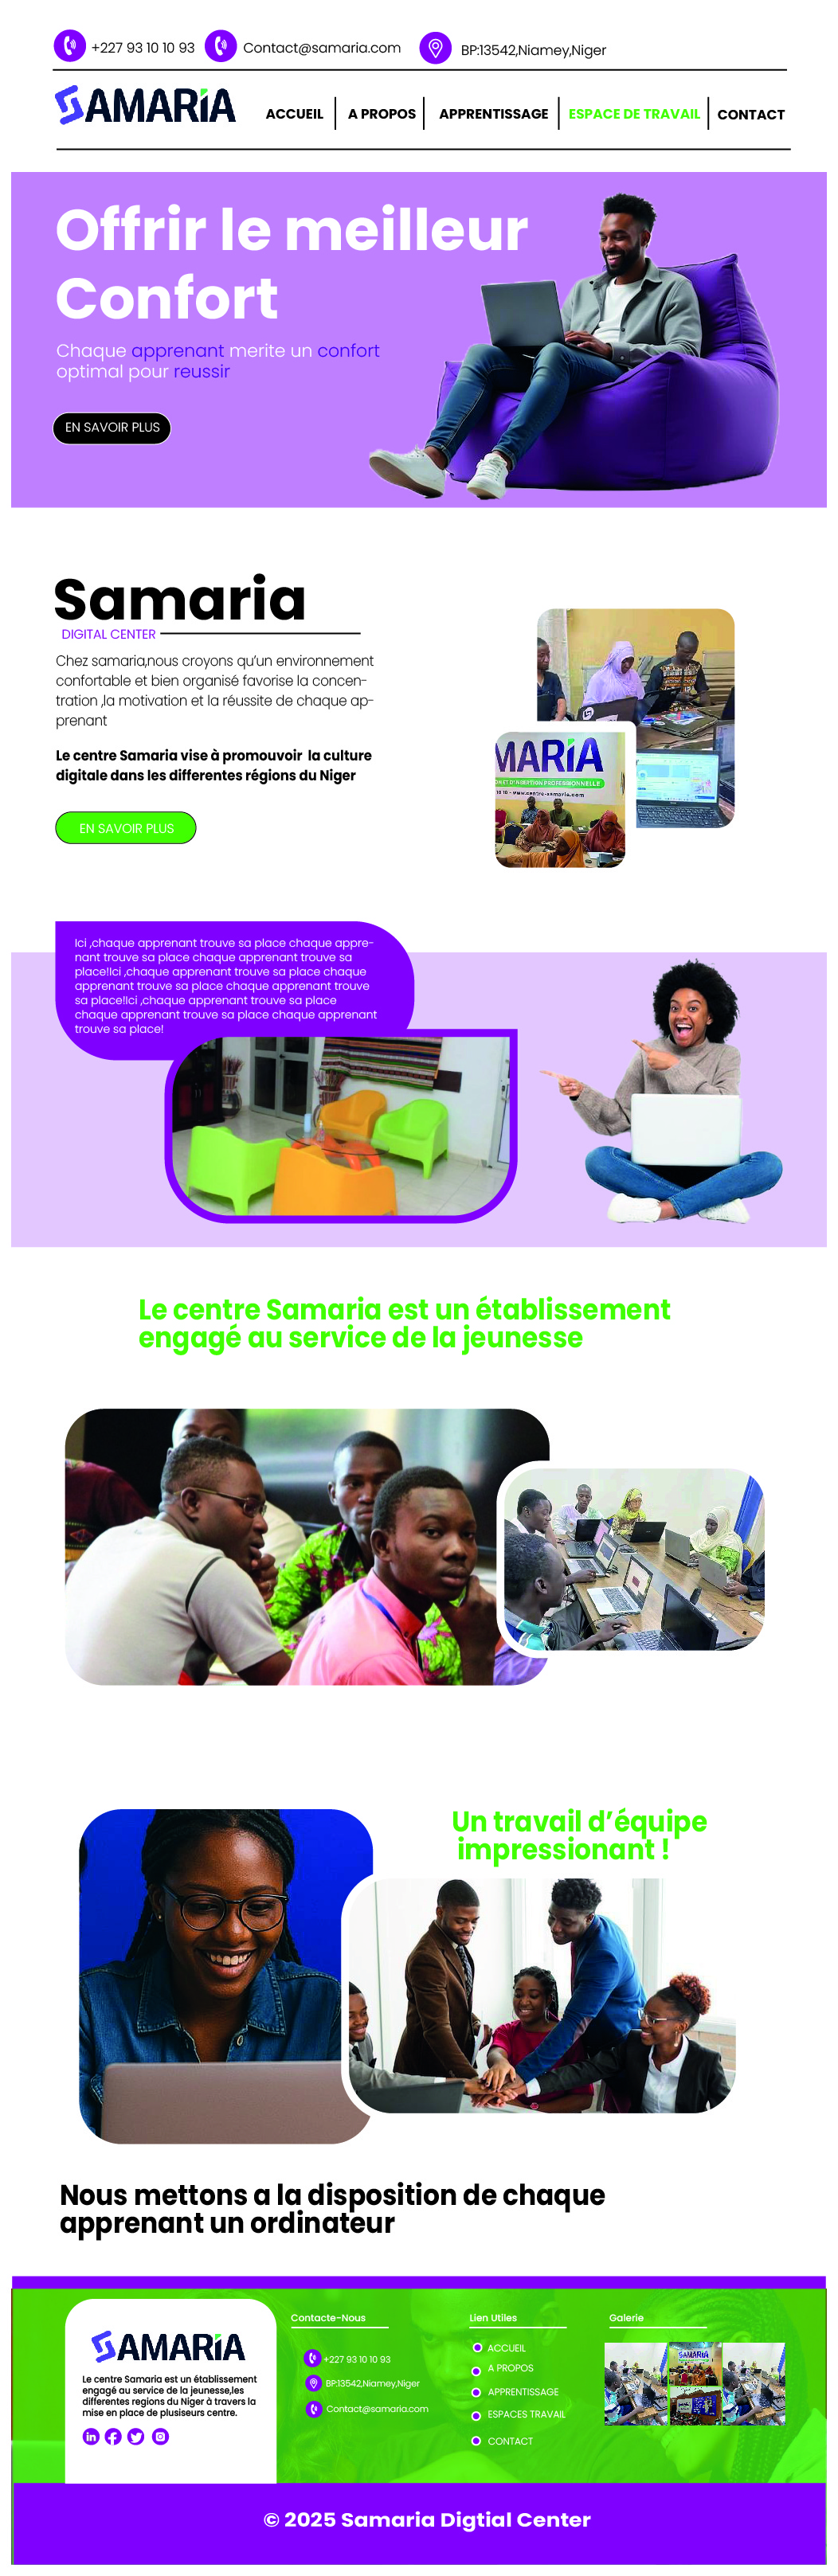 +227 93 10 10 93
Contact@samaria.com
BP:13542,Niamey,Niger
SAMARIA
ACCUEIL
A PROPOS
APPRENTISSAGE
ESPACE DE TRAVAIL
CONTACT
Offrir le meilleur
Confort
Chaque apprenant merite un confort
optimal pour reussir
EN SAVOIR PLUS
Samaria
DIGITAL CENTER
Chez samaria,nous croyons qu'un environnement
confortable et bien organisé favorise la concen-
tration ,la motivation et la réussite de chaque ap-
prenant
Le centre Samaria vise à promouvoir la culture
digitale dans les differentes régions du Niger
EN SAVOIR PLUS
MARIA
ET D'INSERTION PROFESSIONNELLE
www.centre-samaria.com
Ici ,chaque apprenant trouve sa place chaque appre-
nant trouve sa place chaque apprenant trouve sa
place!Ici ,chaque apprenant trouve sa place chaque
apprenant trouve sa place chaque apprenant trouve
sa place!Ici ,chaque apprenant trouve sa place
chaque apprenant trouve sa place chaque apprenant
trouve sa place!
Le centre Samaria est un établissement
engagé au service de la jeunesse
Un travail d'équipe
impressionant !
Nous mettons a la disposition de chaque
apprenant un ordinateur
SAMARIA
Le centre Samaria est un établissement
engagé au service de la jeunesse,les
differentes regions du Niger à travers la
mise en place de plusiseurs centre.
Contacte-Nous
+227 93 10 10 93
BP:13542,Niamey,Niger
Contact@samaria.com
Lien Utiles
ACCUEIL
A PROPOS
APPRENTISSAGE
ESPACES TRAVAIL
CONTACT
Galerie
SAMARIA
© 2025 Samaria Digtial Center